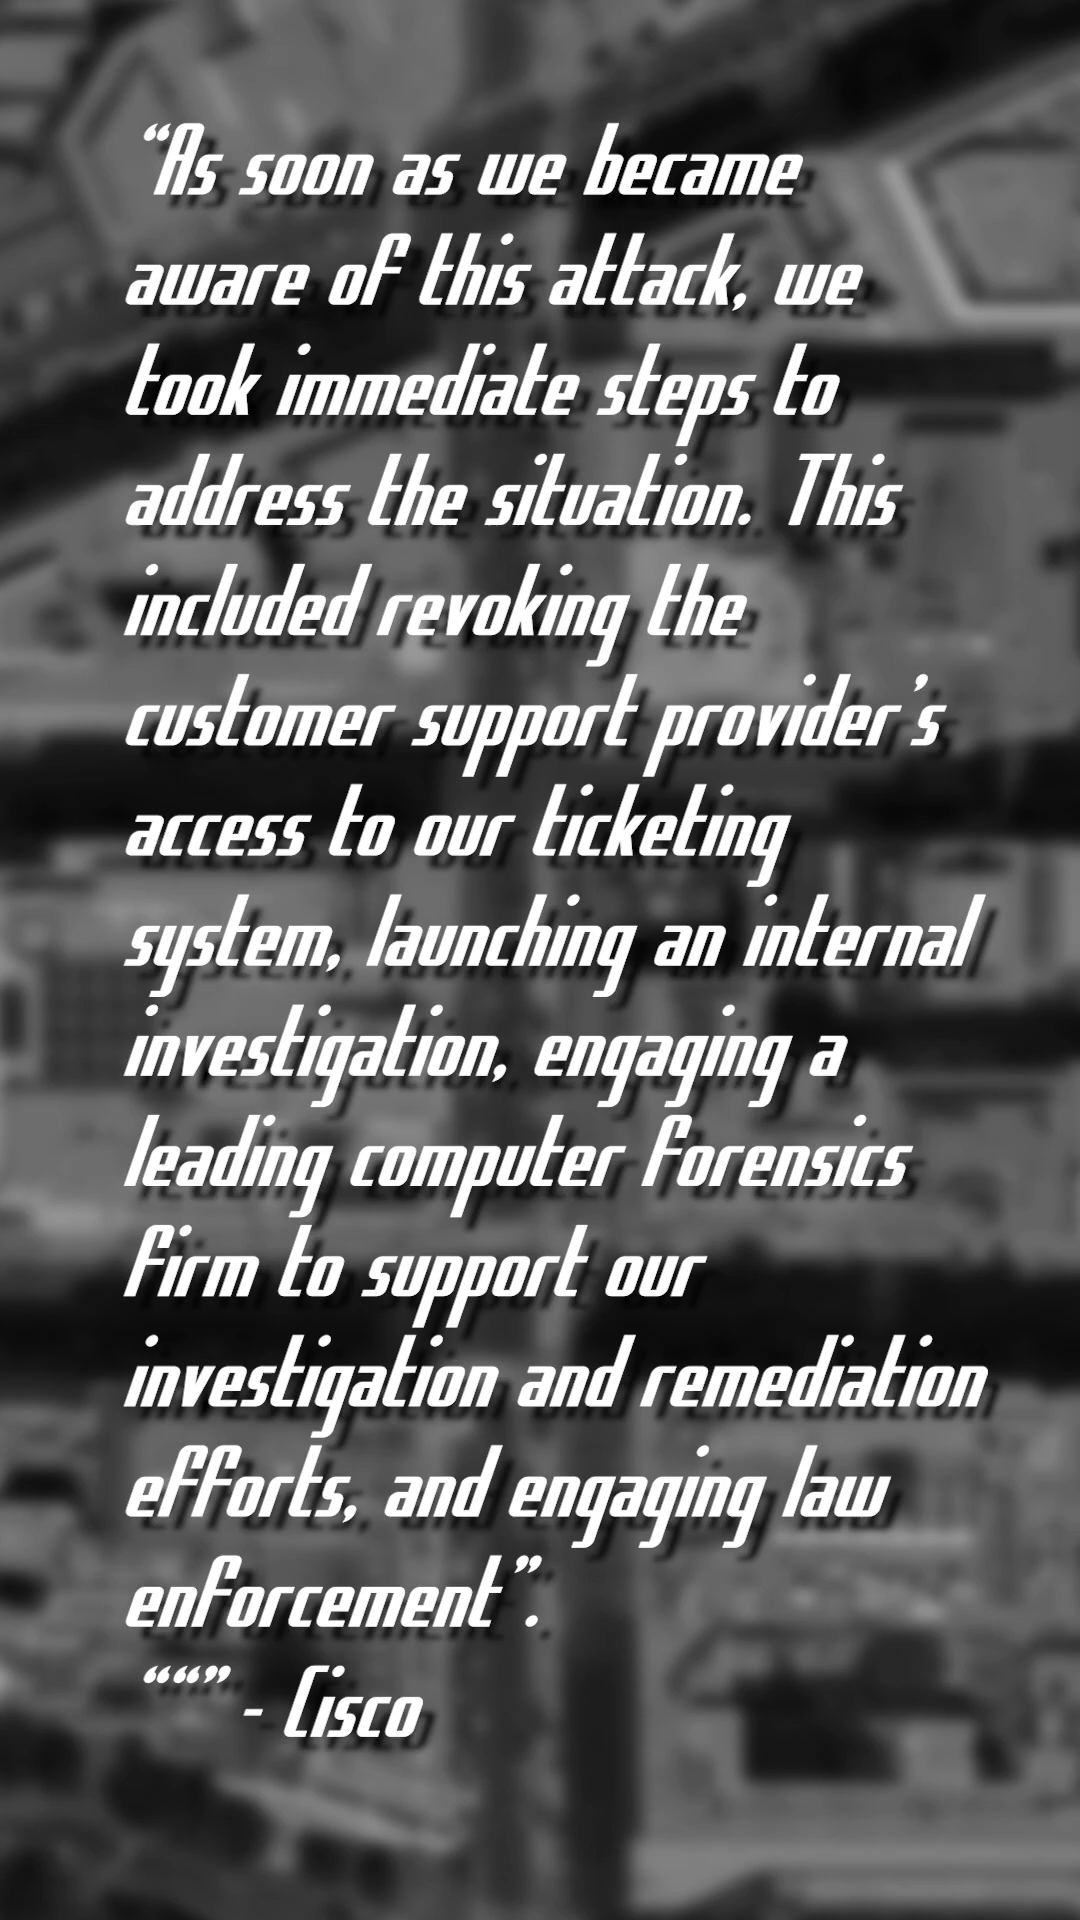 “As soon as we became
aware of this attack, we
took immediate steps to
address the situation. This
included revoking the
customer support provider’s
access to our ticketing
system, launching an internal
investigation, engaging a
leading computer forensics
firm to support our
investigation and remediation
efforts, and engaging law
enforcement”.
““” - Cisco